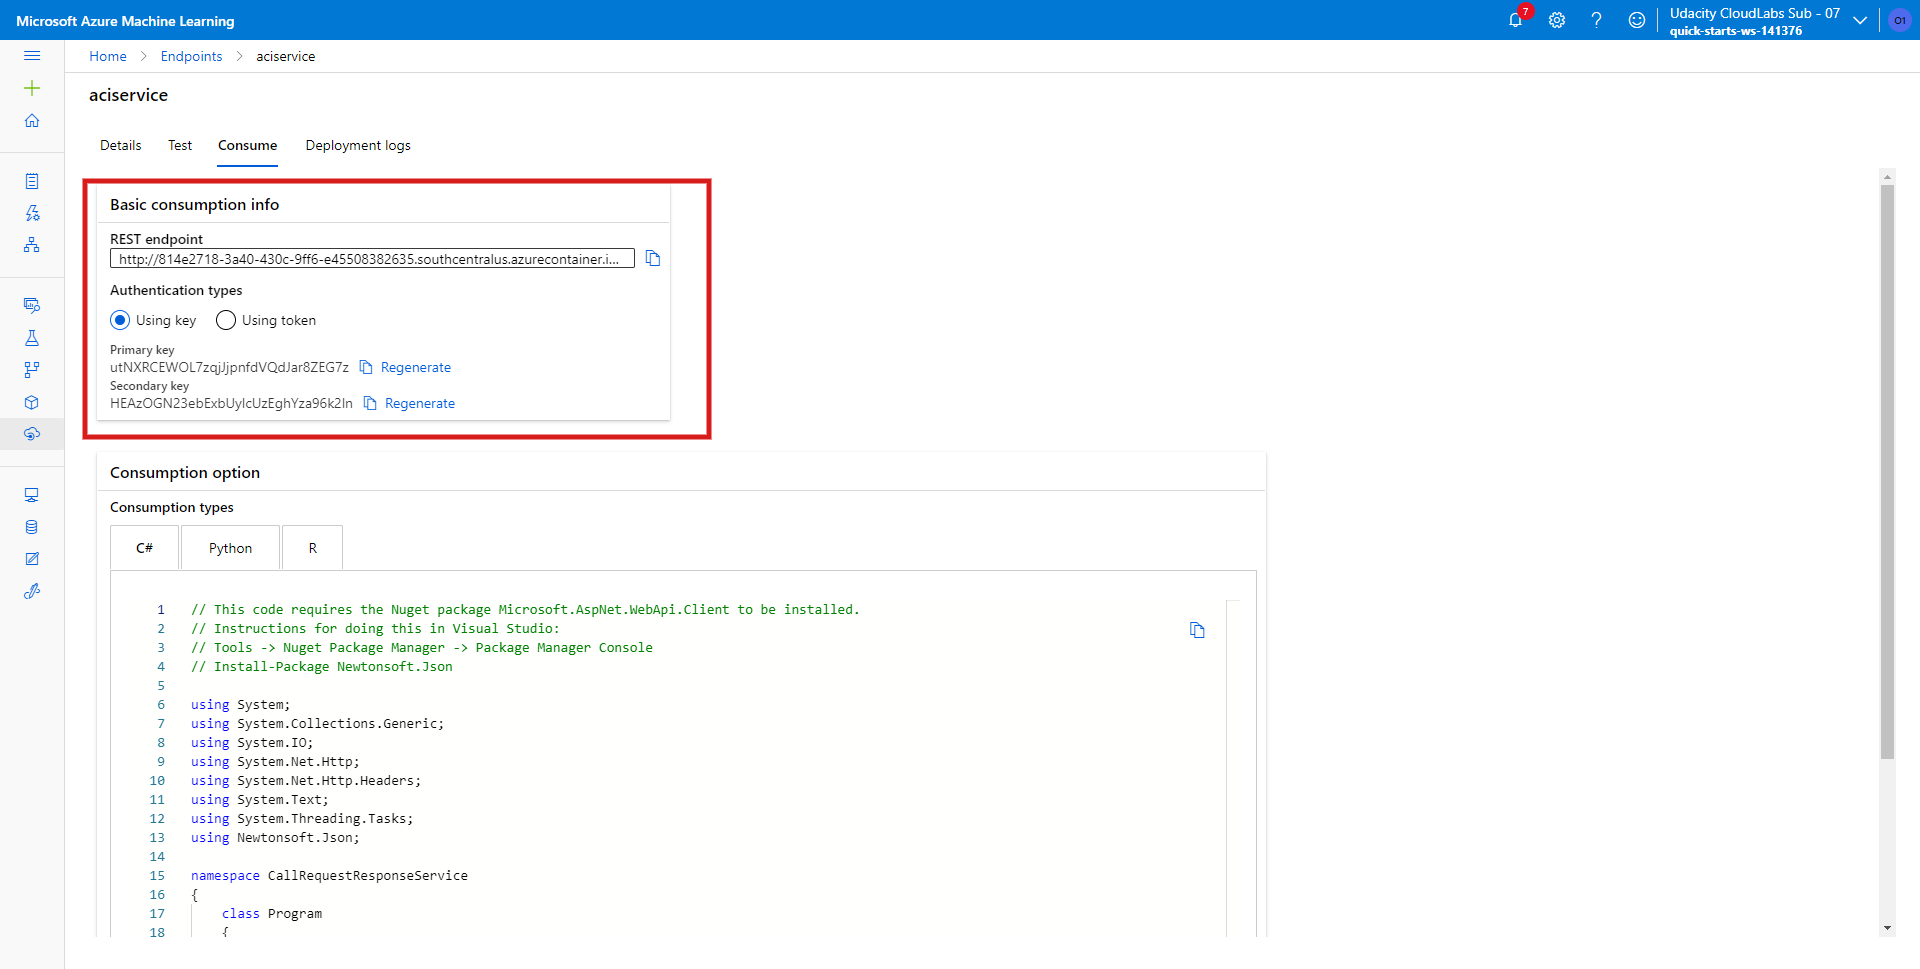 Microsoft Azure Machine Learning
7
Udacity CloudLabs Sub - 07
quick-starts-ws-141376
O1
Home > Endpoints > aciservice
aciservice
Details Test Consume Deployment logs
Basic consumption info
REST endpoint
http://814e2718-3a40-430c-9ff6-e45508382635.southcentralus.azurecontainer.i...
Authentication types
Using key Using token
Primary key
utNXRCEWOL7zqjJjpnfdVQdJar8ZEG7z Regenerate
Secondary key
HEAzOGN23ebExbUylcUzEghYza96k2In Regenerate
Consumption option
Consumption types
C# Python R
1 // This code requires the Nuget package Microsoft.AspNet.WebApi.Client to be installed.
2 // Instructions for doing this in Visual Studio:
3 // Tools -> Nuget Package Manager -> Package Manager Console
4 // Install-Package Newtonsoft.Json
5
6 using System;
7 using System.Collections.Generic;
8 using System.IO;
9 using System.Net.Http;
10 using System.Net.Http.Headers;
11 using System.Text;
12 using System.Threading.Tasks;
13 using Newtonsoft.Json;
14
15 namespace CallRequestResponseService
16 {
17 class Program
18 {